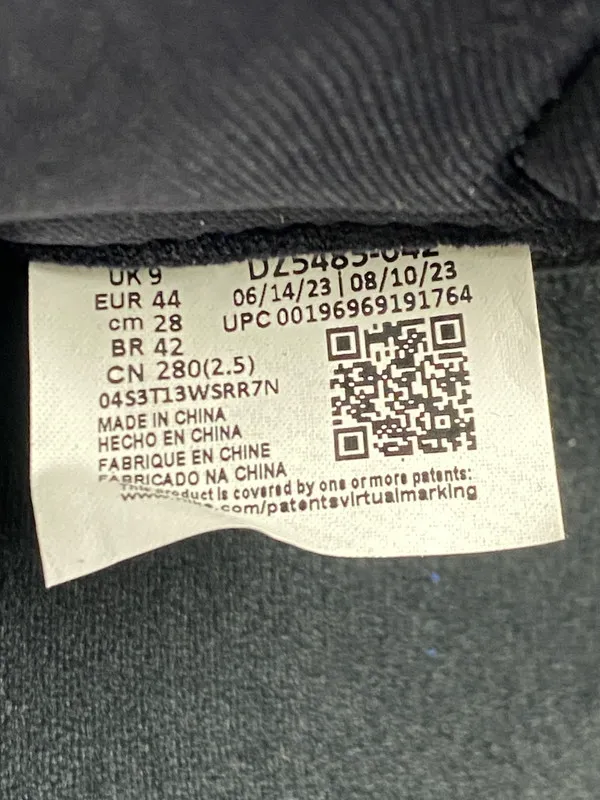 UK 9
EUR 44
cm 28
BR 42
CN 280(2.5)
04S3T13WSRR7N
MADE IN CHINA
HECHO EN CHINA
FABRIQUE EN CHINE
FABRICADO NA CHINA
DZ5485-042
06/14/23 | 08/10/23
UPC 00196969191764
This product is covered by one or more patents:
.com/patentsvirtualmarking